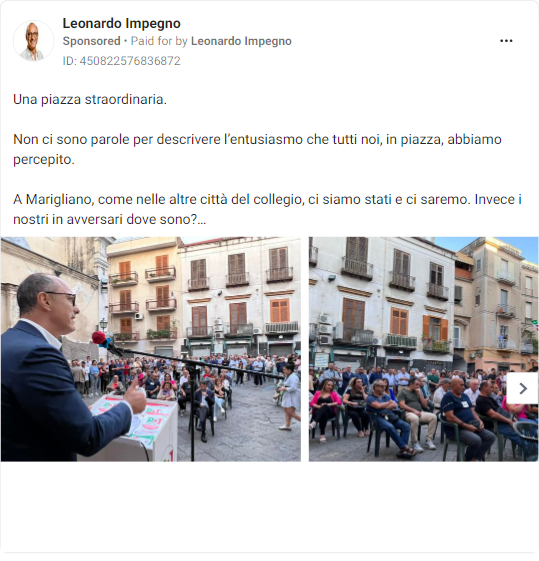 Leonardo Impegno
Sponsored • Paid for by Leonardo Impegno
ID: 450822576836872
Una piazza straordinaria.
Non ci sono parole per descrivere l’entusiasmo che tutti noi, in piazza, abbiamo
percepito.
A Marigliano, come nelle altre città del collegio, ci siamo stati e ci saremo. Invece i
nostri in avversari dove sono?...